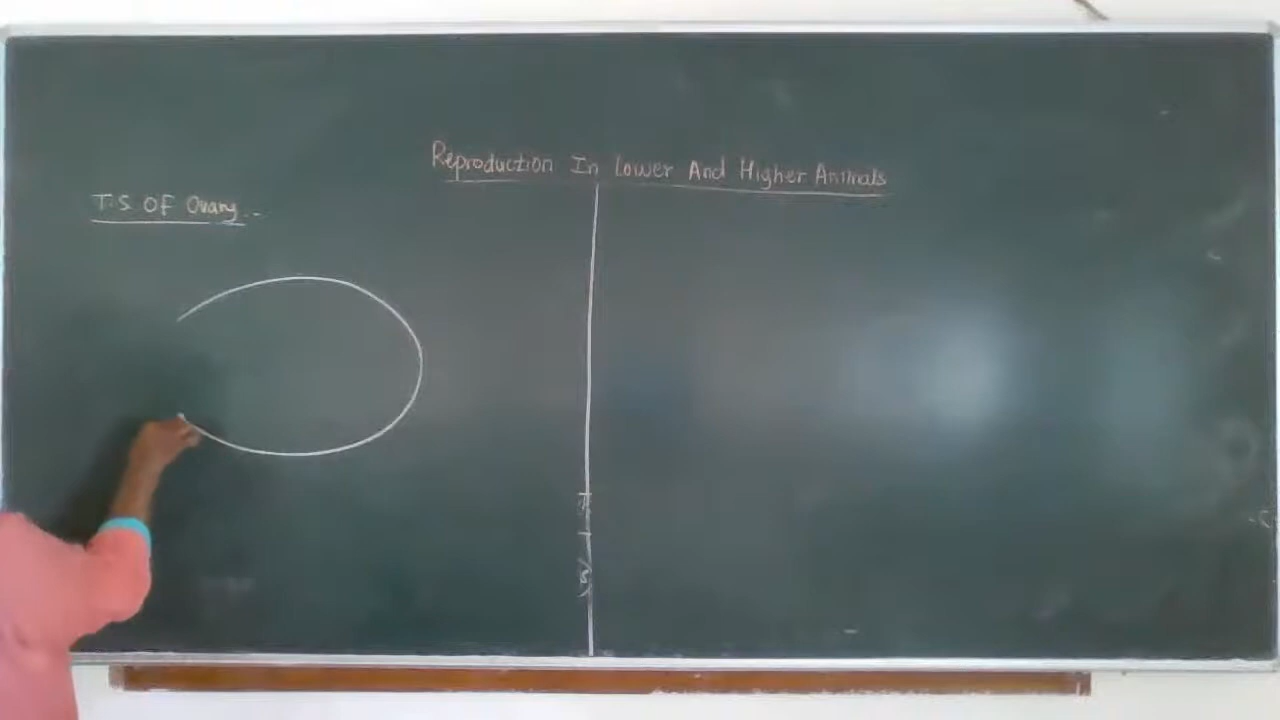 Reproduction In Lower And Higher Animals
T.S. OF Ovary..